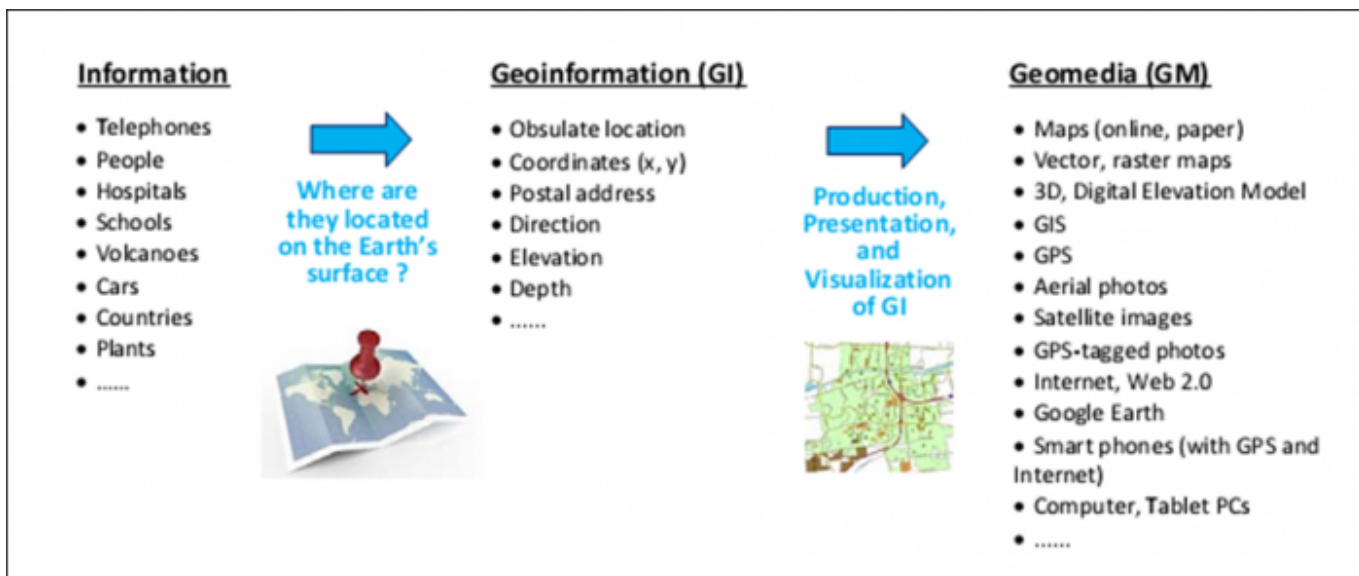 Information
• Telephones
• People
• Hospitals
• Schools
• Volcanoes
• Cars
• Countries
• Plants
• ......
Where are
they located
on the Earth's
surface ?
Geoinformation (GI)
• Obsulate location
• Coordinates (x, y)
• Postal address
• Direction
• Elevation
• Depth
• ......
Production,
Presentation,
and
Visualization
of GI
Geomedia (GM)
• Maps (online, paper)
• Vector, raster maps
• 3D, Digital Elevation Model
• GIS
• GPS
• Aerial photos
• Satellite images
• GPS-tagged photos
• Internet, Web 2.0
• Google Earth
• Smart phones (with GPS and
Internet)
• Computer, Tablet PCs
• ......